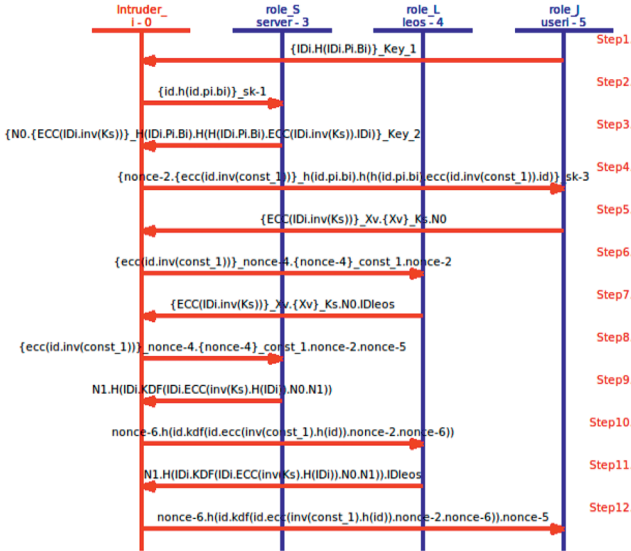 Intruder_ role_S role_L role_J
i - 0 server - 3 leos - 4 useri - 5
Step1
{IDi.H(IDi.Pi.Bi)}_Key_1
Step2
{id.h(id.pi.bi)}_sk-1
Step3
{N0.{ECC(IDi.inv(Ks))}_H(IDi.Pi.Bi).H(H(IDi.Pi.Bi).ECC(IDi.inv(Ks)).IDi)}_Key_2
Step4
{nonce-2.{ecc(id.inv(const_1))}_h(id.pi.bi).h(h(id.pi.bi).ecc(id.inv(const_1)).id)}_sk-3
Step5
{ECC(IDi.inv(Ks))}_Xv.{Xv}_Ks.N0
Step6
{ecc(id.inv(const_1))}_nonce-4.{nonce-4}_const_1.nonce-2
Step7
{ECC(IDi.inv(Ks))}_Xv.{Xv}_Ks.N0.IDleos
Step8
{ecc(id.inv(const_1))}_nonce-4.{nonce-4}_const_1.nonce-2.nonce-5
Step9
N1.H(IDi.KDF(IDi.ECC(inv(Ks).H(IDi)).N0.N1))
Step10
nonce-6.h(id.kdf(id.ecc(inv(const_1).h(id)).nonce-2.nonce-6))
Step11
N1.H(IDi.KDF(IDi.ECC(inv(Ks).H(IDi)).N0.N1)).IDleos
Step12
nonce-6.h(id.kdf(id.ecc(inv(const_1).h(id)).nonce-2.nonce-6)).nonce-5